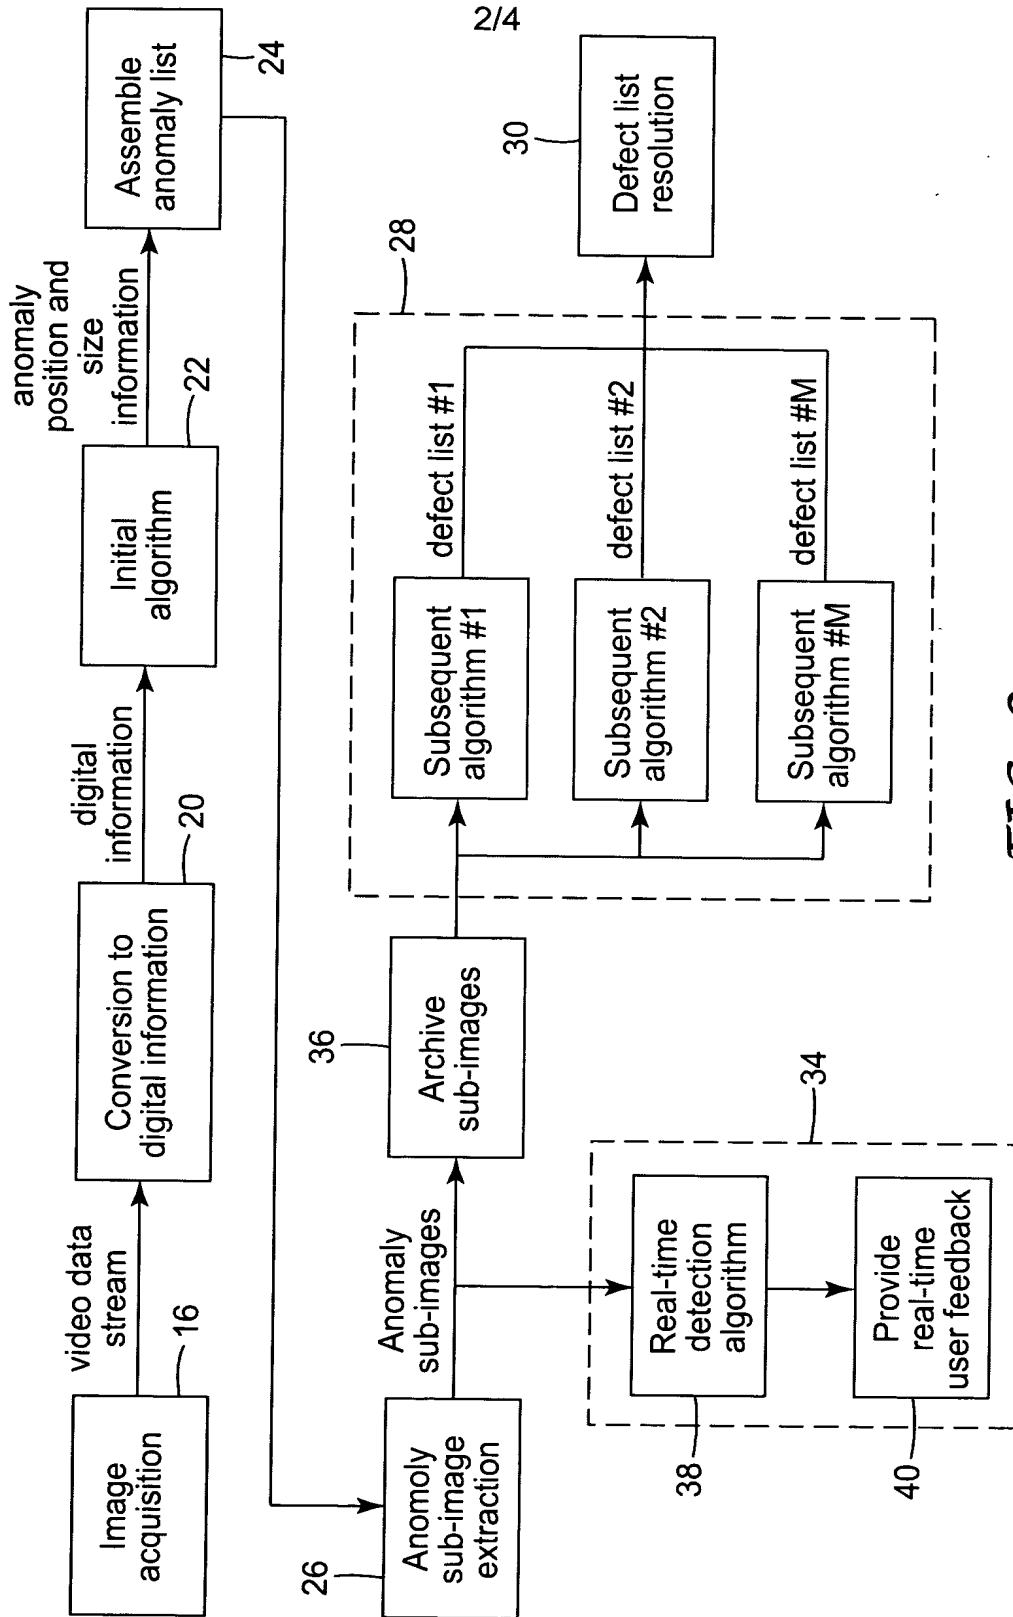 2/4
Image
acquisition
16
video data
stream
Conversion to
digital information
20
digital
information
Initial
algorithm
22
anomaly
position and
size
information
Assemble
anomaly list
24
Anomoly
sub-image
extraction
26
Anomaly
sub-images
Archive
sub-images
36
Subsequent
algorithm #1
defect list #1
Subsequent
algorithm #2
defect list #2
Subsequent
algorithm #M
defect list #M
28
Defect list
resolution
30
Real-time
detection
algorithm
38
Provide
real-time
user feedback
40
34